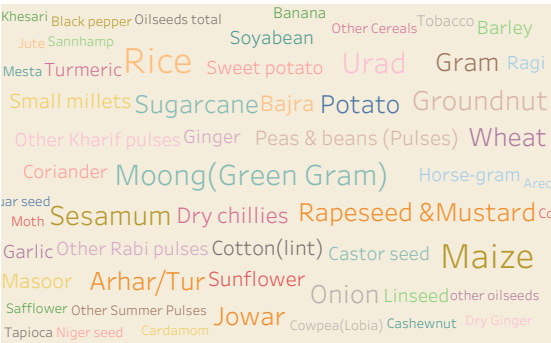 Khesari Black pepper Oilseeds total Banana
Other Cereals Tobacco Barley
Jute Sannhamp Soyabean
Mesta Turmeric Rice Sweet potato Urad Gram Ragi
Small millets Sugarcane Bajra Potato Groundnut
Other Kharif pulses Ginger Peas & beans (Pulses) Wheat
Coriander Moong(Green Gram) Horse-gram Arec
uar seed
Moth Sesamum Dry chillies Rapeseed &Mustard Co
Garlic Other Rabi pulses Cotton(lint) Castor seed Maize
Masoor Arhar/Tur Sunflower Onion Linseed other oilseeds
Safflower Other Summer Pulses Jowar Cowpea(Lobia) Cashewnut Dry Ginger
Tapioca Niger seed Cardamom